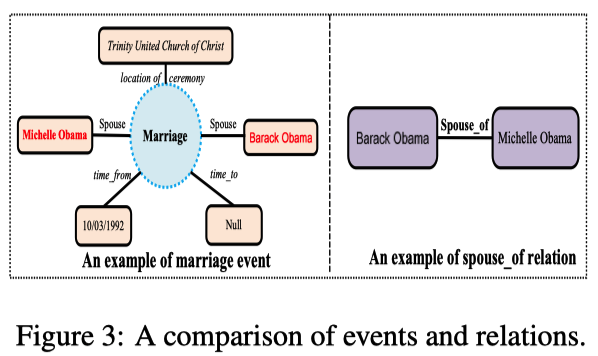 Trinity United Church of Christ
location of ceremony
Michelle Obama
Spouse
Marriage
Spouse
Barack Obama
time_from
time_to
10/03/1992
Null
An example of marriage event
Barack Obama
Spouse_of
Michelle Obama
An example of spouse_of relation
Figure 3: A comparison of events and relations.